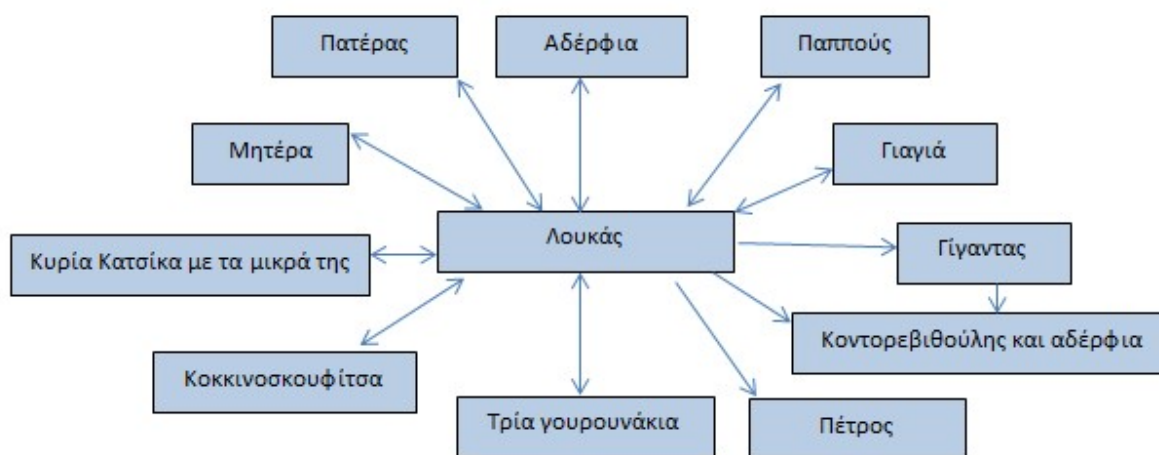 Πατέρας
Αδέρφια
Παππούς
Μητέρα
Γιαγιά
Λουκάς
Κυρία Κατσίκα με τα μικρά της
Γίγαντας
Κοντορεβιθούλης και αδέρφια
Κοκκινοσκουφίτσα
Τρία γουρουνάκια
Πέτρος